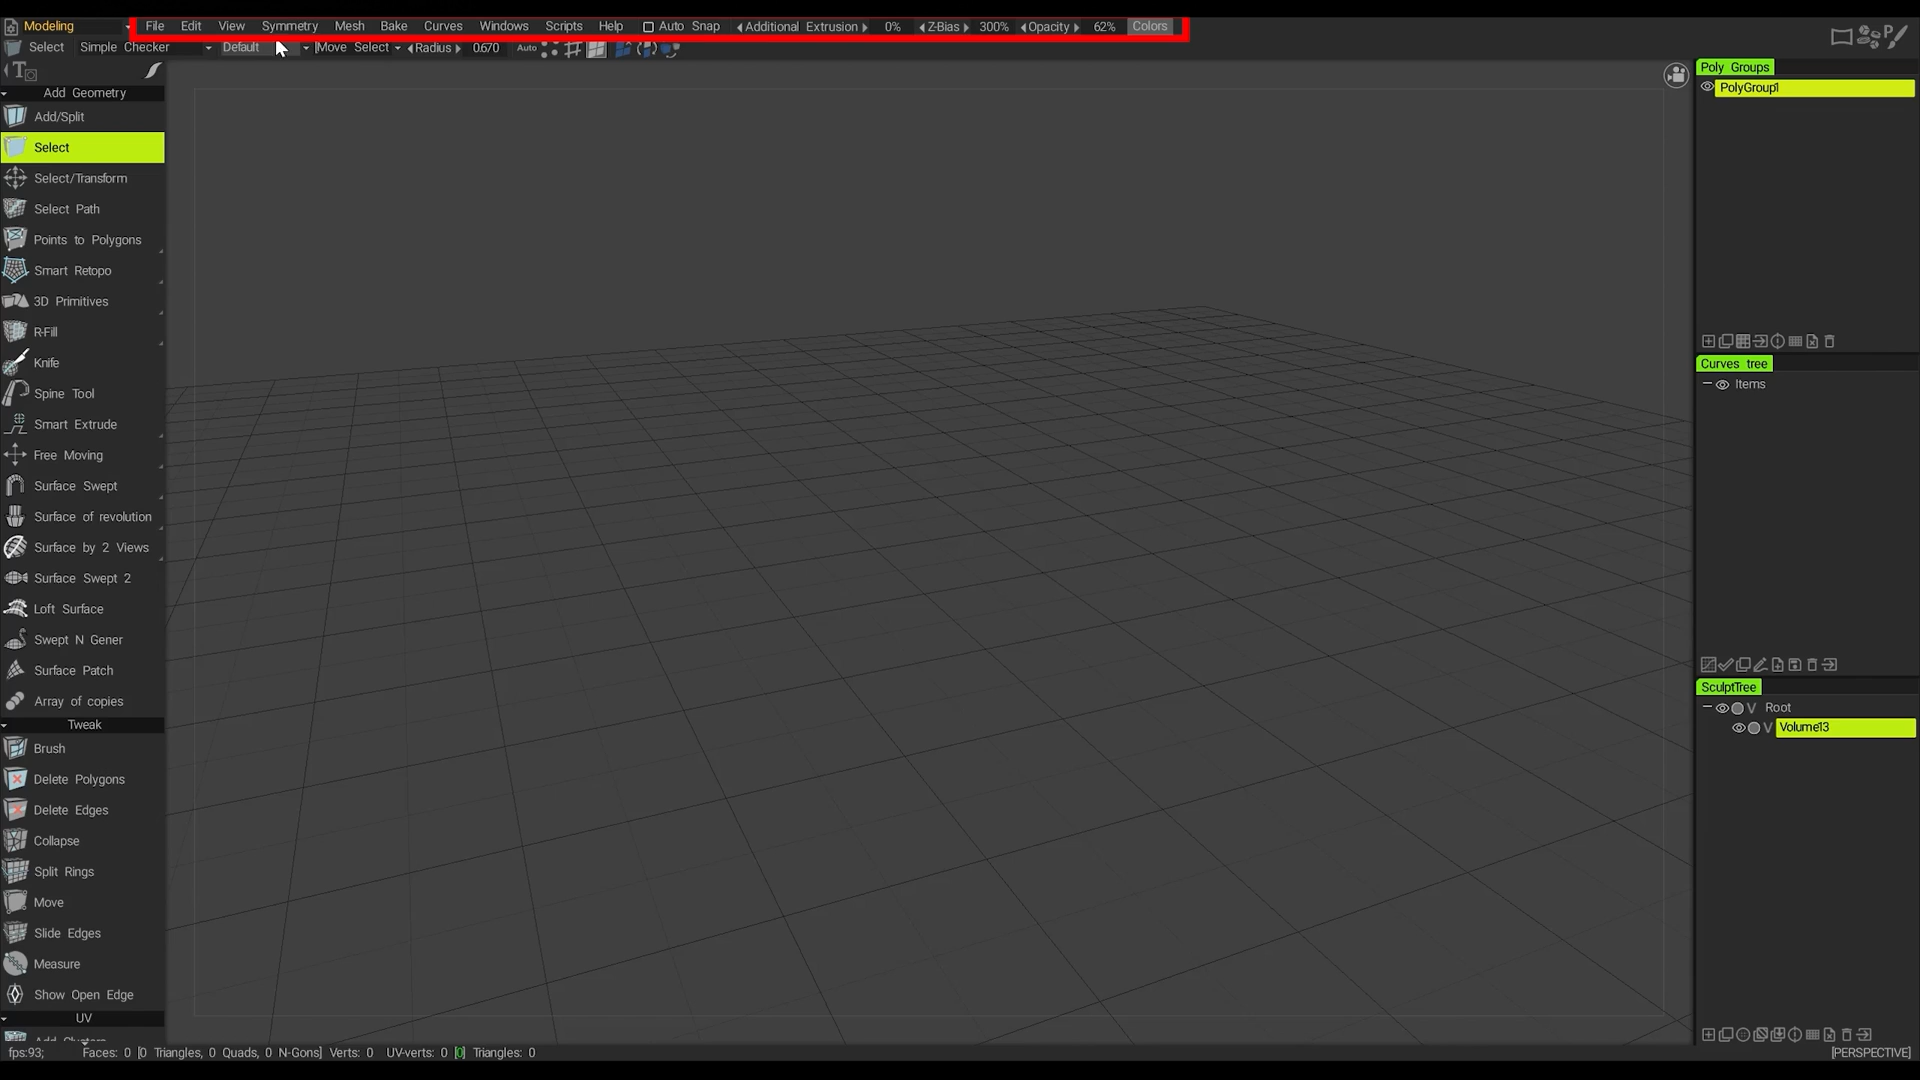 Modeling File Edit View Symmetry Mesh Bake Curves Windows Scripts Help Auto Snap Additional Extrusion 0% Z-Bias 300% Opacity 62% Colors
Select Simple Checker Default Move Select Radius 0.670 Auto
Add Geometry
Add/Split
Select
Select/Transform
Select Path
Points to Polygons
Smart Retopo
3D Primitives
R-Fill
Knife
Spine Tool
Smart Extrude
Free Moving
Surface Swept
Surface of revolution
Surface by 2 Views
Surface Swept 2
Loft Surface
Swept N Gener
Surface Patch
Array of copies
Tweak
Brush
Delete Polygons
Delete Edges
Collapse
Split Rings
Move
Slide Edges
Measure
Show Open Edge
UV
Poly Groups
PolyGroup1
Curves tree
Items
SculptTree
V Root
V Volume13
fps:93; Faces: 0 [0 Triangles, 0 Quads, 0 N-Gons] Verts: 0 UV-verts: 0 [0] Triangles: 0
[PERSPECTIVE]